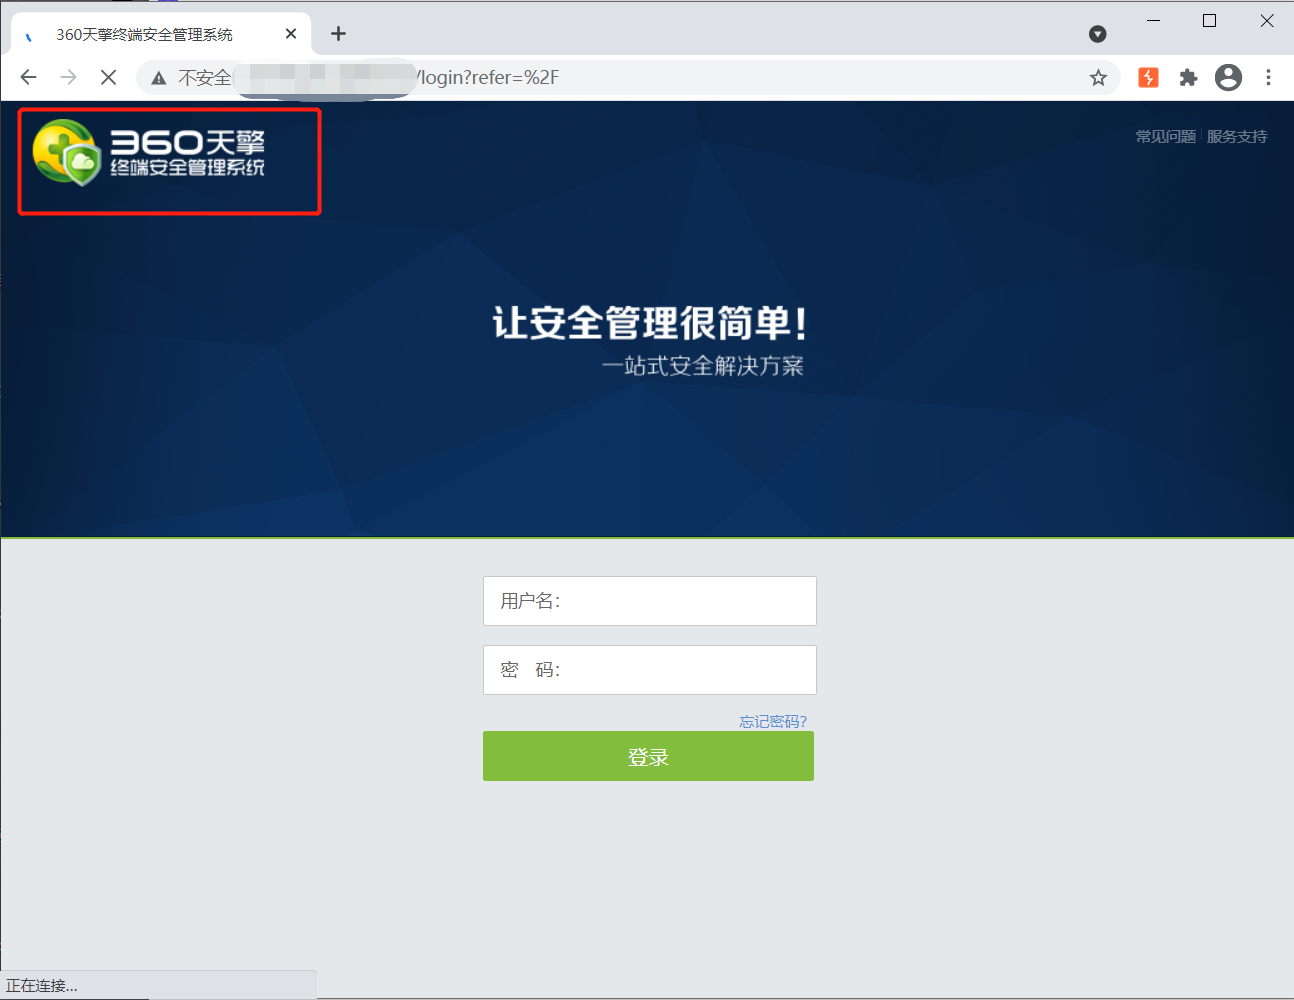 360天擎终端安全管理系统
不安全
/login?refer=%2F
360天擎
终端安全管理系统
常见问题 | 服务支持
让安全管理很简单!
一站式安全解决方案
用户名:
密 码:
忘记密码?
登录
正在连接...